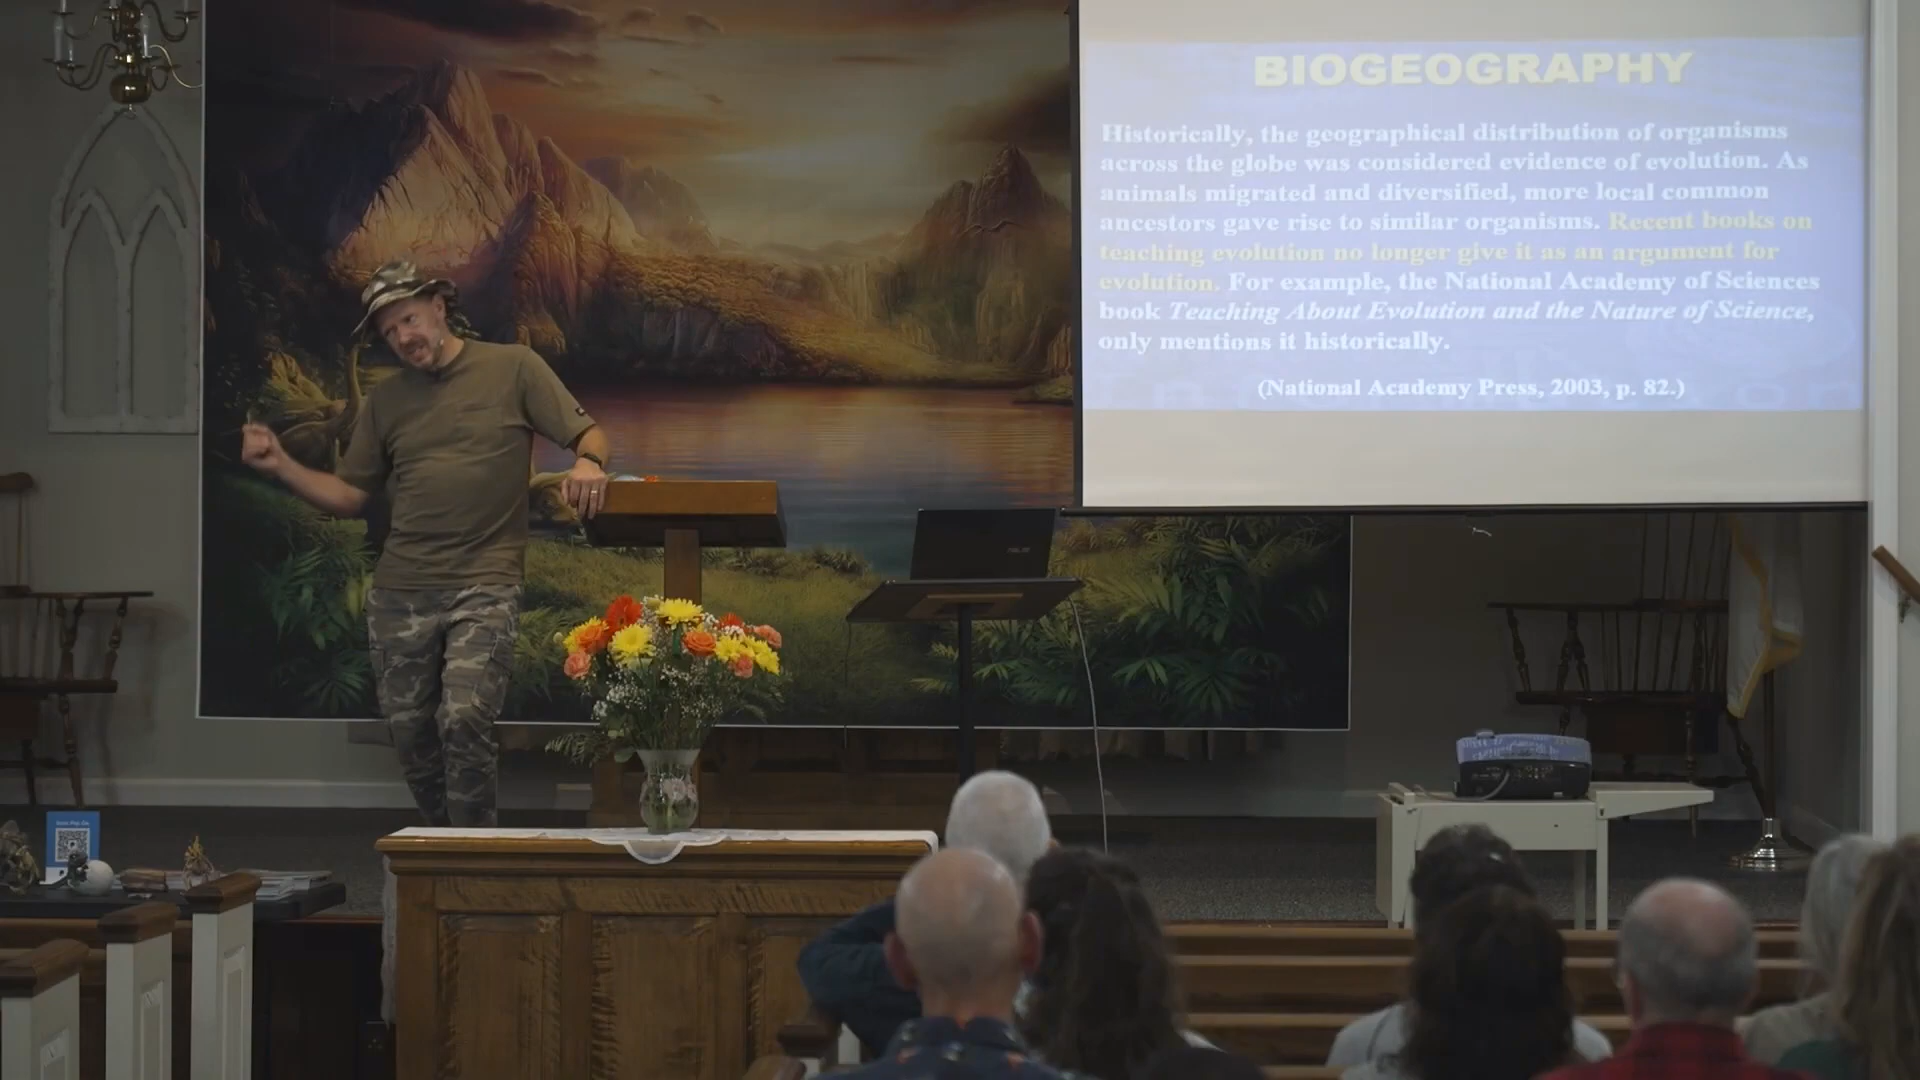 BIOGEOGRAPHY
Historically, the geographical distribution of organisms
across the globe was considered evidence of evolution. As
animals migrated and diversified, more local common
ancestors gave rise to similar organisms. Recent books on
teaching evolution no longer give it as an argument for
evolution. For example, the National Academy of Sciences
book Teaching About Evolution and the Nature of Science,
only mentions it historically.
(National Academy Press, 2003, p. 82.)